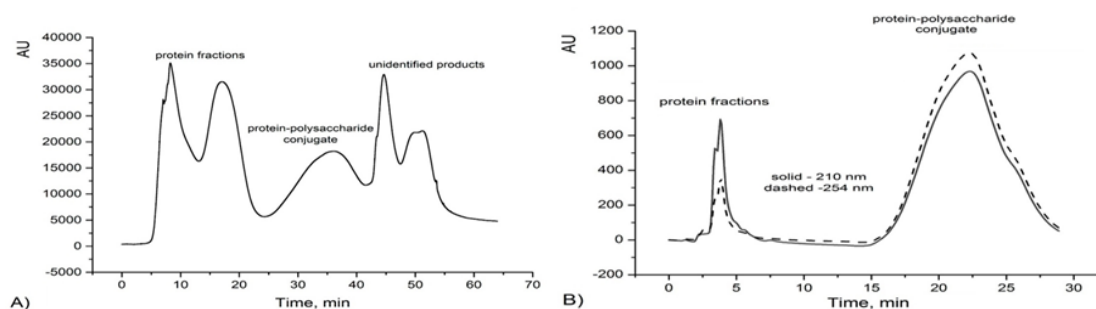 AU
40000
35000
30000
25000
20000
15000
10000
5000
0
-5000
protein fractions
unidentified products
protein-polysaccharide
conjugate
0 10 20 30 40 50 60 70
Time, min
A)
AU
1200
1000
800
600
400
200
0
-200
protein-polysaccharide
conjugate
protein fractions
solid - 210 nm
dashed -254 nm
0 5 10 15 20 25 30
Time, min
B)